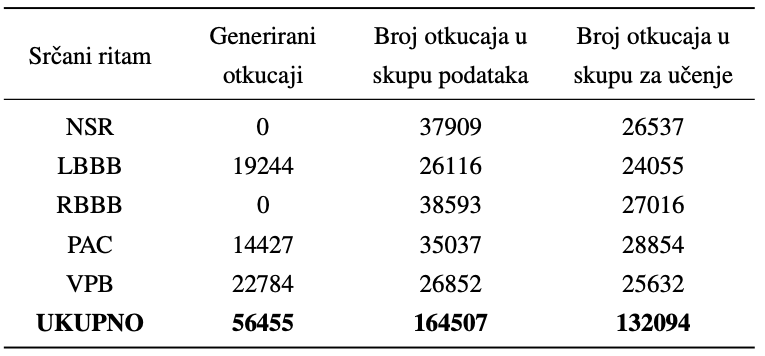 Srčani ritam Generirani otkucaji Broj otkucaja u skupu podataka Broj otkucaja u skupu za učenje
NSR 0 37909 26537
LBBB 19244 26116 24055
RBBB 0 38593 27016
PAC 14427 35037 28854
VPB 22784 26852 25632
UKUPNO 56455 164507 132094